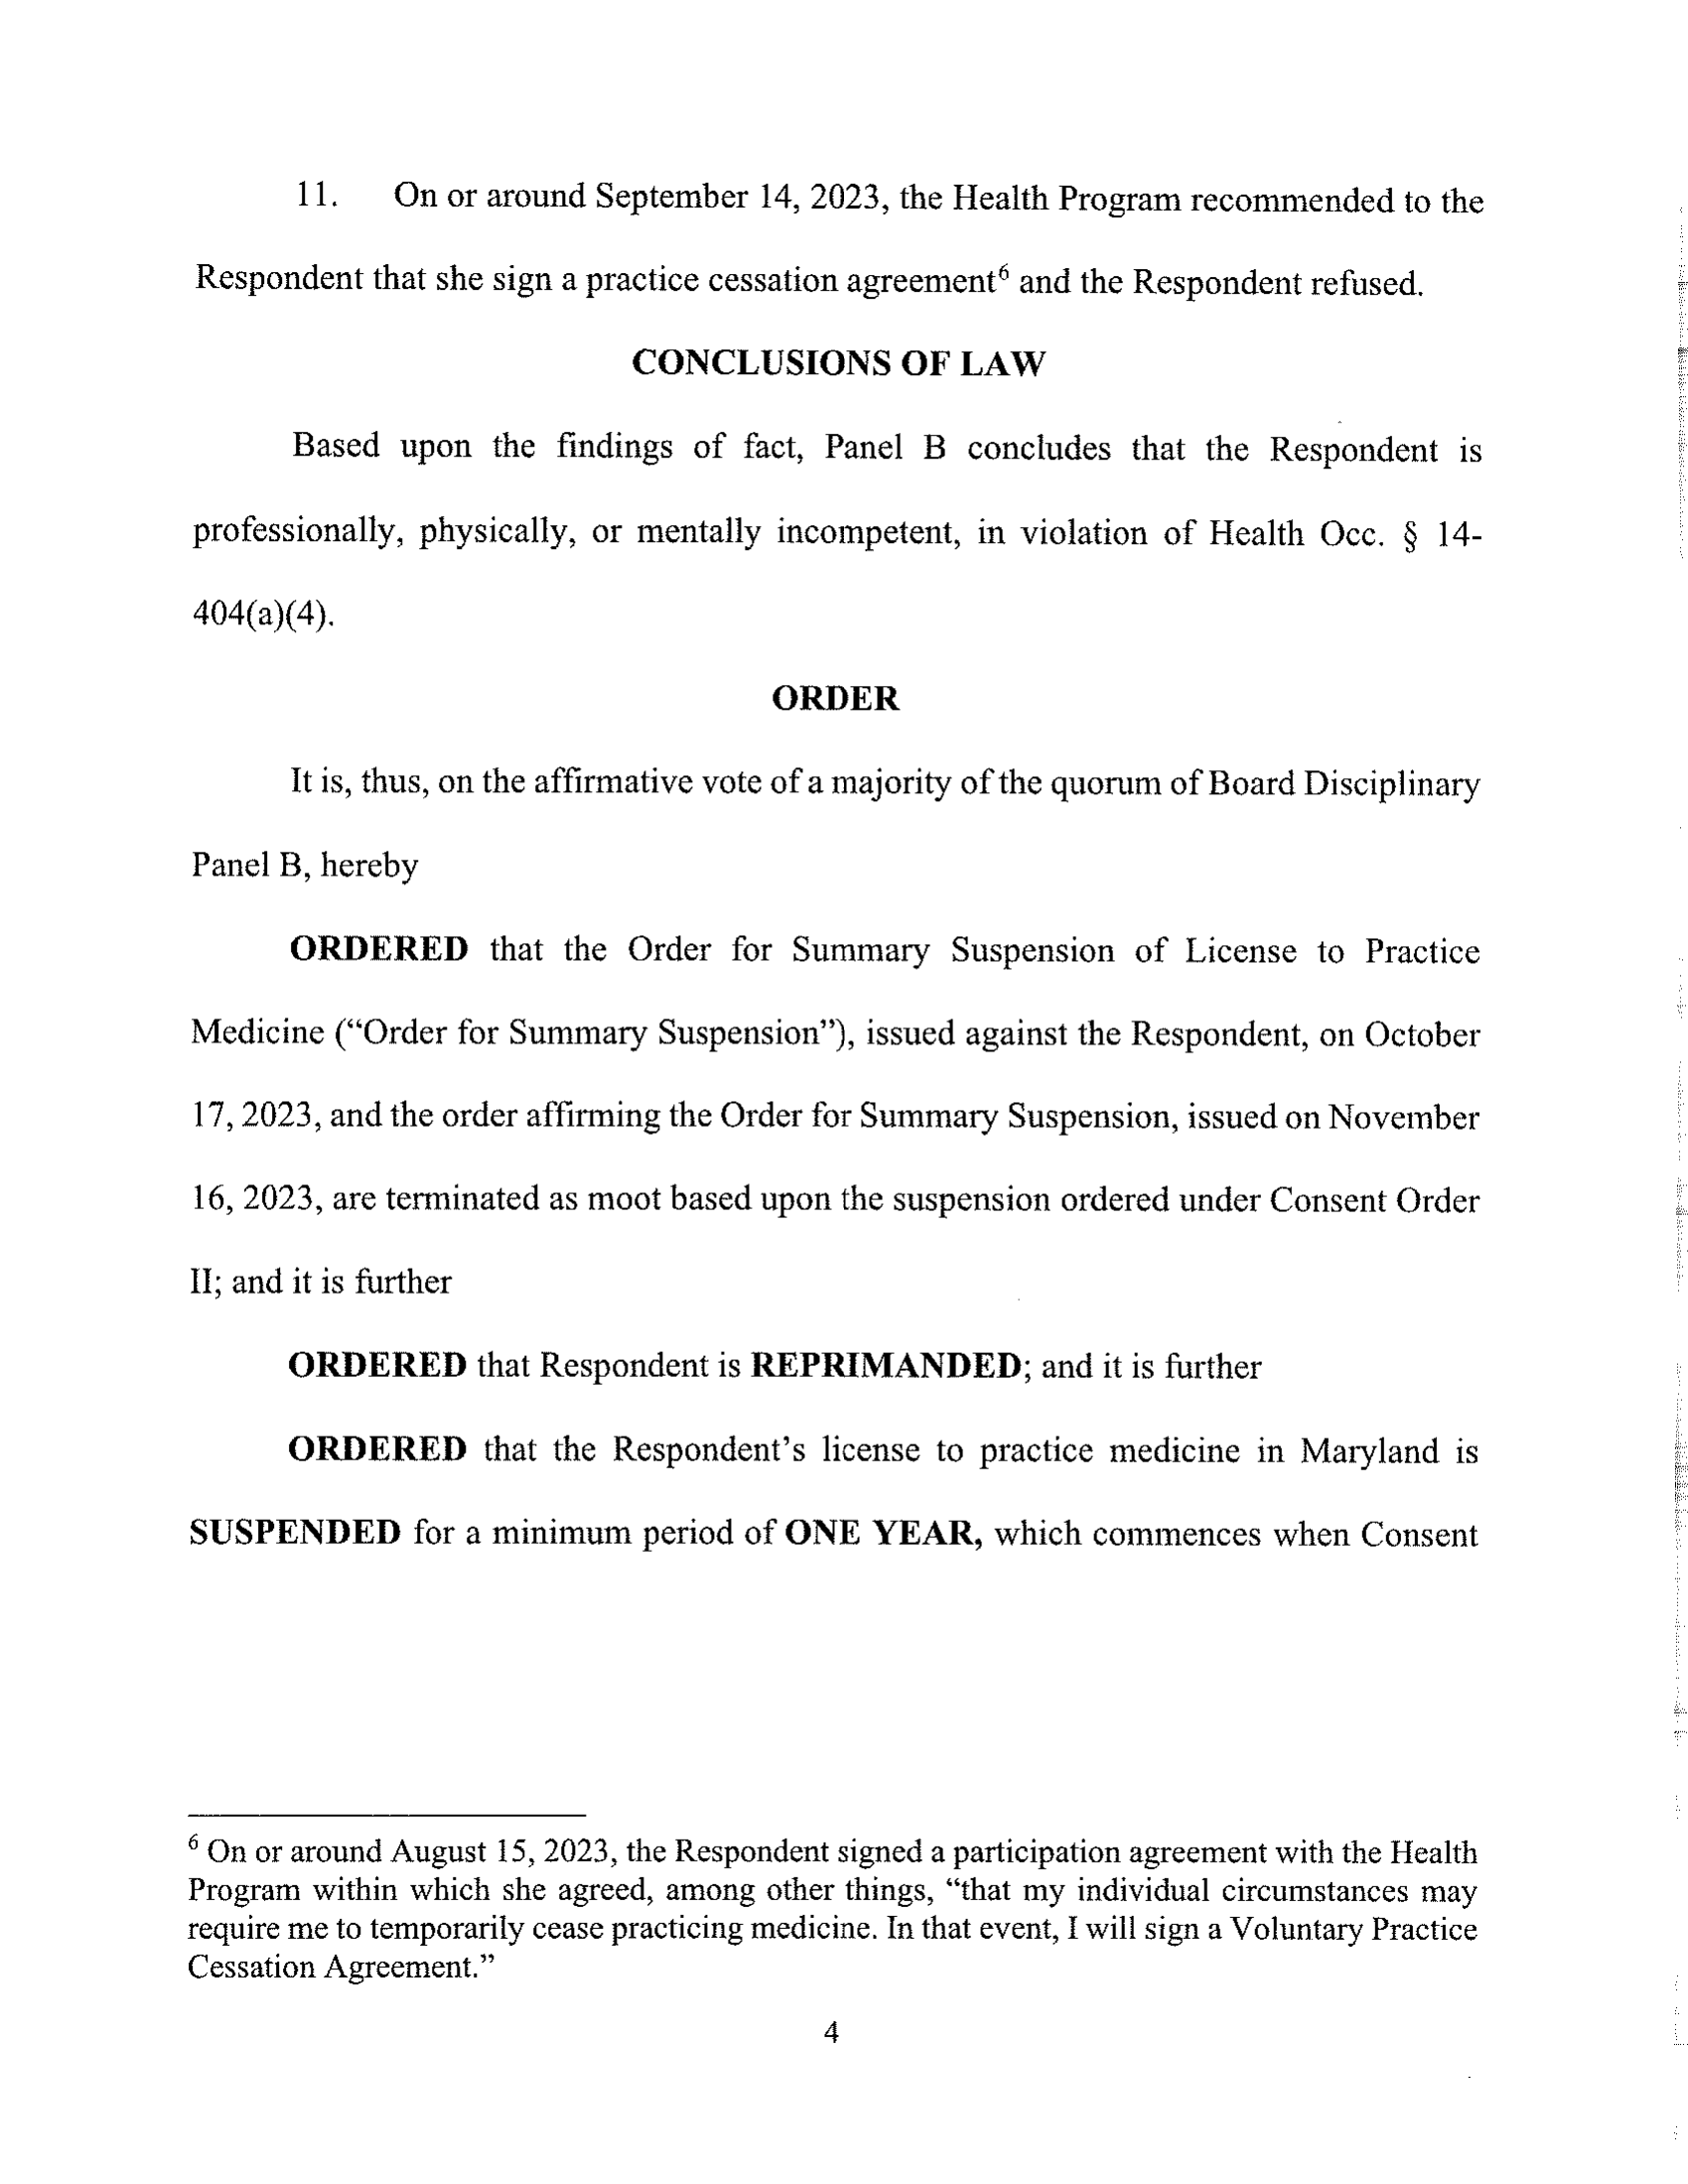 11. On or around September 14, 2023, the Health Program recommended to the
Respondent that she sign a practice cessation agreement⁶ and the Respondent refused.
CONCLUSIONS OF LAW
Based upon the findings of fact, Panel B concludes that the Respondent is
professionally, physically, or mentally incompetent, in violation of Health Occ. § 14-
404(a)(4).
ORDER
It is, thus, on the affirmative vote of a majority of the quorum of Board Disciplinary
Panel B, hereby
ORDERED that the Order for Summary Suspension of License to Practice
Medicine (“Order for Summary Suspension”), issued against the Respondent, on October
17, 2023, and the order affirming the Order for Summary Suspension, issued on November
16, 2023, are terminated as moot based upon the suspension ordered under Consent Order
II; and it is further
ORDERED that Respondent is REPRIMANDED; and it is further
ORDERED that the Respondent’s license to practice medicine in Maryland is
SUSPENDED for a minimum period of ONE YEAR, which commences when Consent
⁶ On or around August 15, 2023, the Respondent signed a participation agreement with the Health
Program within which she agreed, among other things, “that my individual circumstances may
require me to temporarily cease practicing medicine. In that event, I will sign a Voluntary Practice
Cessation Agreement.”
4